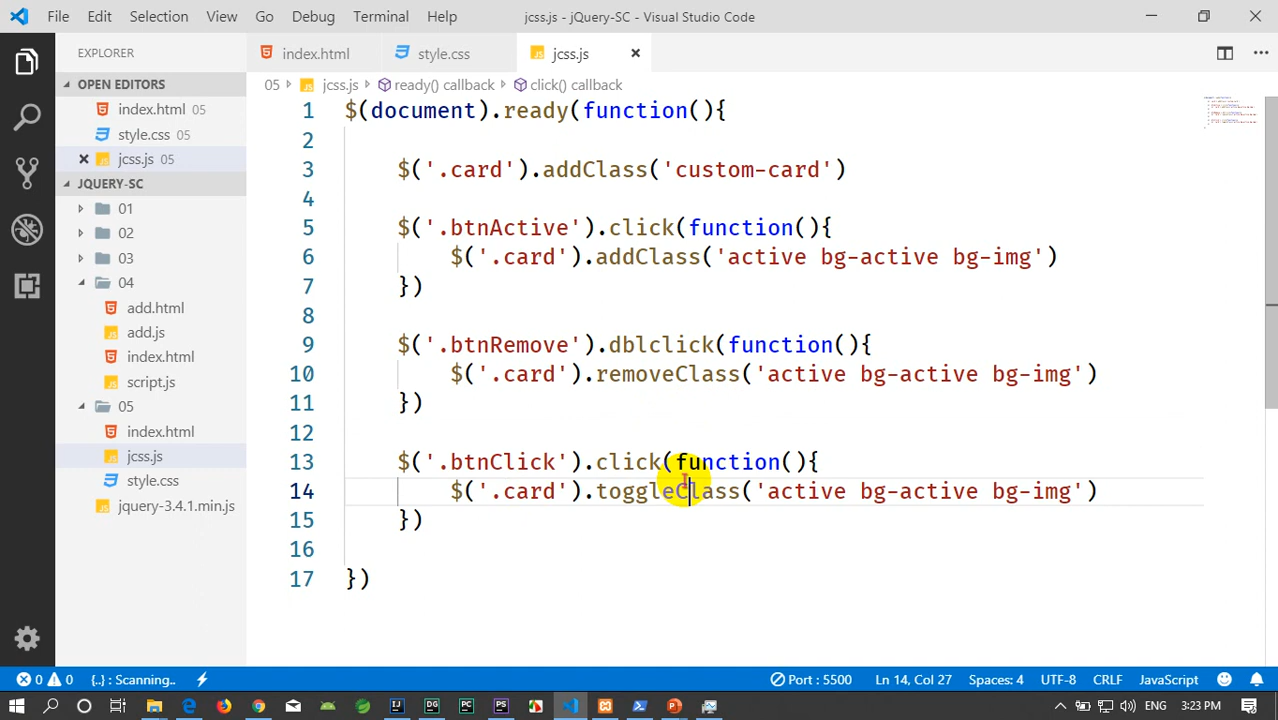 File Edit Selection View Go Debug Terminal Help
jcss.js - jQuery-SC - Visual Studio Code
EXPLORER
OPEN EDITORS
index.html 05
style.css 05
jcss.js 05
JQUERY-SC
01
02
03
04
add.html
add.js
index.html
script.js
05
index.html
jcss.js
style.css
jquery-3.4.1.min.js
index.html style.css jcss.js
05 jcss.js ready() callback click() callback
1 $(document).ready(function(){
2
3 $('.card').addClass('custom-card')
4
5 $('.btnActive').click(function(){
6 $('.card').addClass('active bg-active bg-img')
7 })
8
9 $('.btnRemove').dblclick(function(){
10 $('.card').removeClass('active bg-active bg-img')
11 })
12
13 $('.btnClick').click(function(){
14 $('.card').toggleClass('active bg-active bg-img')
15 })
16
17 })
0 0 {..} : Scanning.. Port : 5500 Ln 14, Col 27 Spaces: 4 UTF-8 CRLF JavaScript
3:23 PM